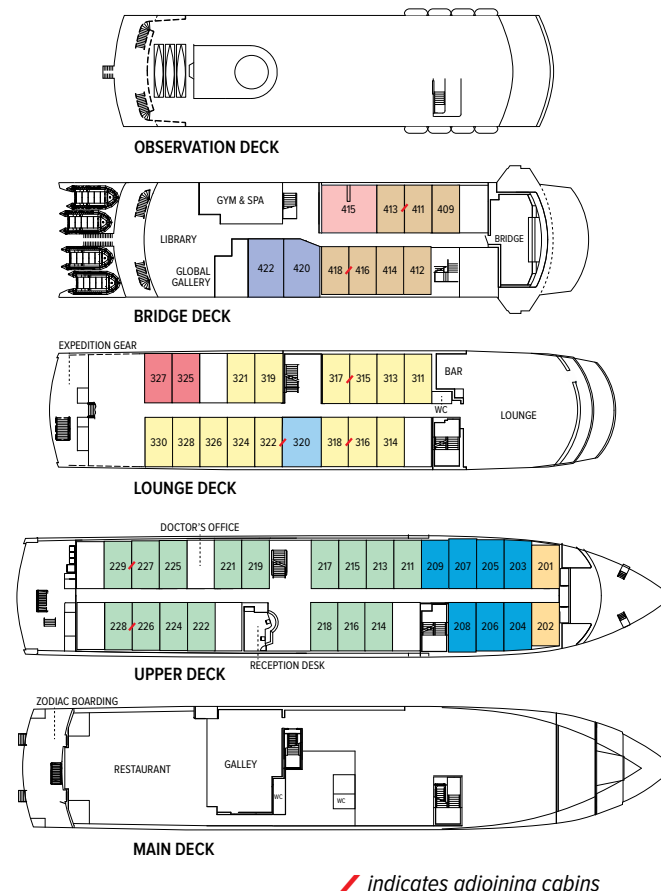 OBSERVATION DECK
GYM & SPA
415 413 411 409
LIBRARY
BRIDGE
GLOBAL
GALLERY
422 420 418 416 414 412
BRIDGE DECK
EXPEDITION GEAR
327 325 321 319 317 315 313 311
BAR
WC
LOUNGE
330 328 326 324 322 320 318 316 314
LOUNGE DECK
DOCTOR'S OFFICE
229 227 225 221 219 217 215 213 211 209 207 205 203 201
228 226 224 222 218 216 214 208 206 204 202
RECEPTION DESK
UPPER DECK
ZODIAC BOARDING
RESTAURANT
GALLEY
WC
WC
MAIN DECK
indicates adjoining cabins